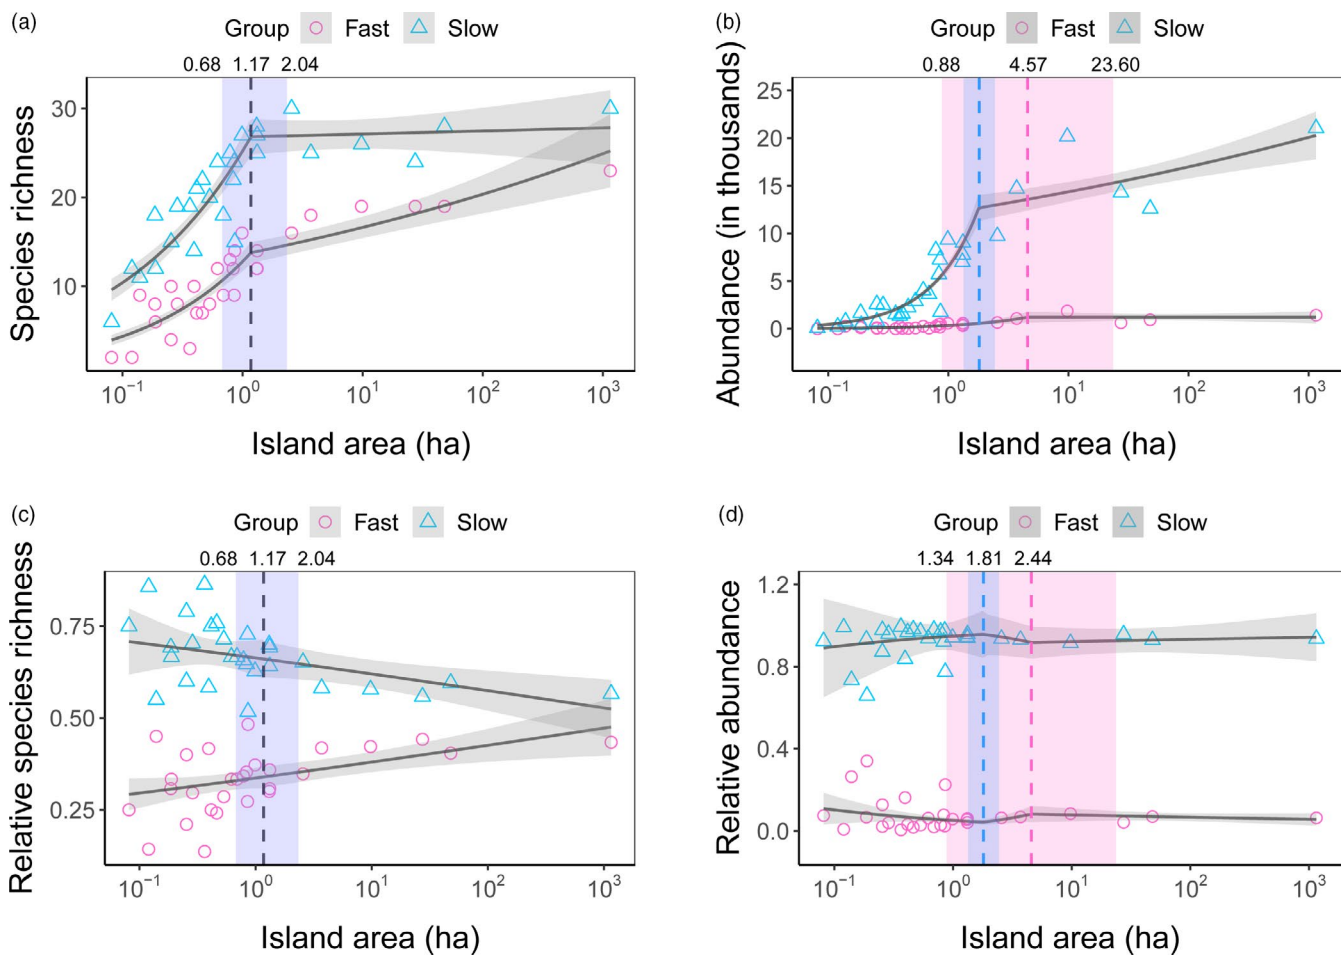 (a) Group Fast Slow
0.68 1.17 2.04
Species richness
30
20
10
10⁻¹ 10⁰ 10¹ 10² 10³
Island area (ha)
(b) Group Fast Slow
0.88 4.57 23.60
Abundance (in thousands)
25
20
15
10
5
0
10⁻¹ 10⁰ 10¹ 10² 10³
Island area (ha)
(c) Group Fast Slow
0.68 1.17 2.04
Relative species richness
0.75
0.50
0.25
10⁻¹ 10⁰ 10¹ 10² 10³
Island area (ha)
(d) Group Fast Slow
1.34 1.81 2.44
Relative abundance
1.2
0.8
0.4
0.0
10⁻¹ 10⁰ 10¹ 10² 10³
Island area (ha)